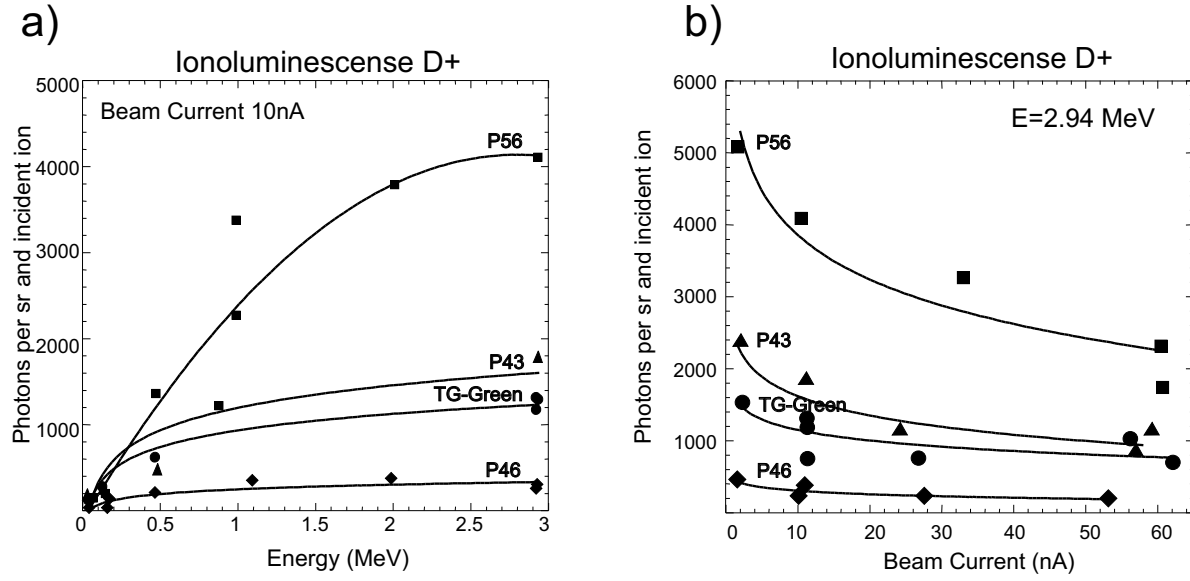 a)
Ionoluminescense D+
Beam Current 10nA
Photons per sr and incident ion
5000
4000
3000
2000
1000
P56
P43
TG-Green
P46
0 0.5 1 1.5 2 2.5 3
Energy (MeV)
b)
Ionoluminescense D+
E=2.94 MeV
Photons per sr and incident ion
6000
5000
4000
3000
2000
1000
P56
P43
TG-Green
P46
0 10 20 30 40 50 60
Beam Current (nA)